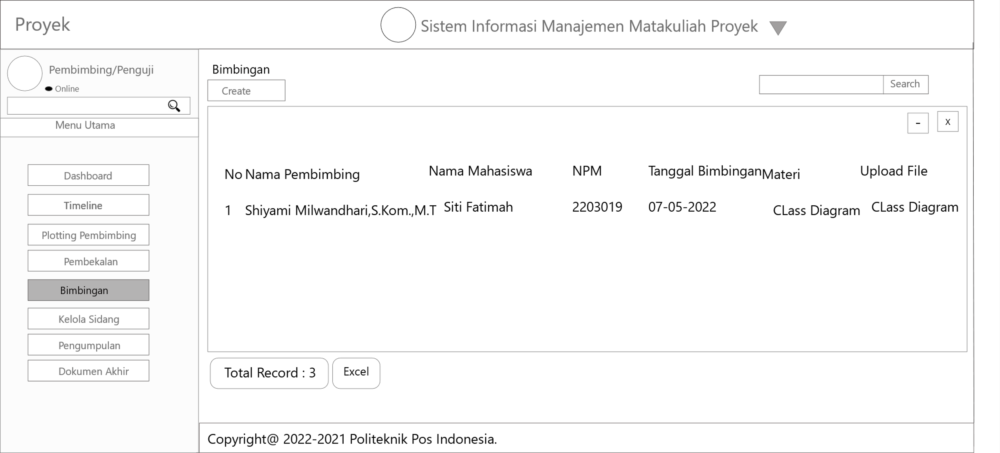 Proyek
Sistem Informasi Manajemen Matakuliah Proyek
Pembimbing/Penguji
Online
Menu Utama
Dashboard
Timeline
Plotting Pembimbing
Pembekalan
Bimbingan
Kelola Sidang
Pengumpulan
Dokumen Akhir
Bimbingan
Create
Search
- X
No Nama Pembimbing Nama Mahasiswa NPM Tanggal Bimbingan Materi Upload File
1 Shiyami Milwandhari,S.Kom.,M.T Siti Fatimah 2203019 07-05-2022 CLass Diagram CLass Diagram
Total Record : 3 Excel
Copyright@ 2022-2021 Politeknik Pos Indonesia.